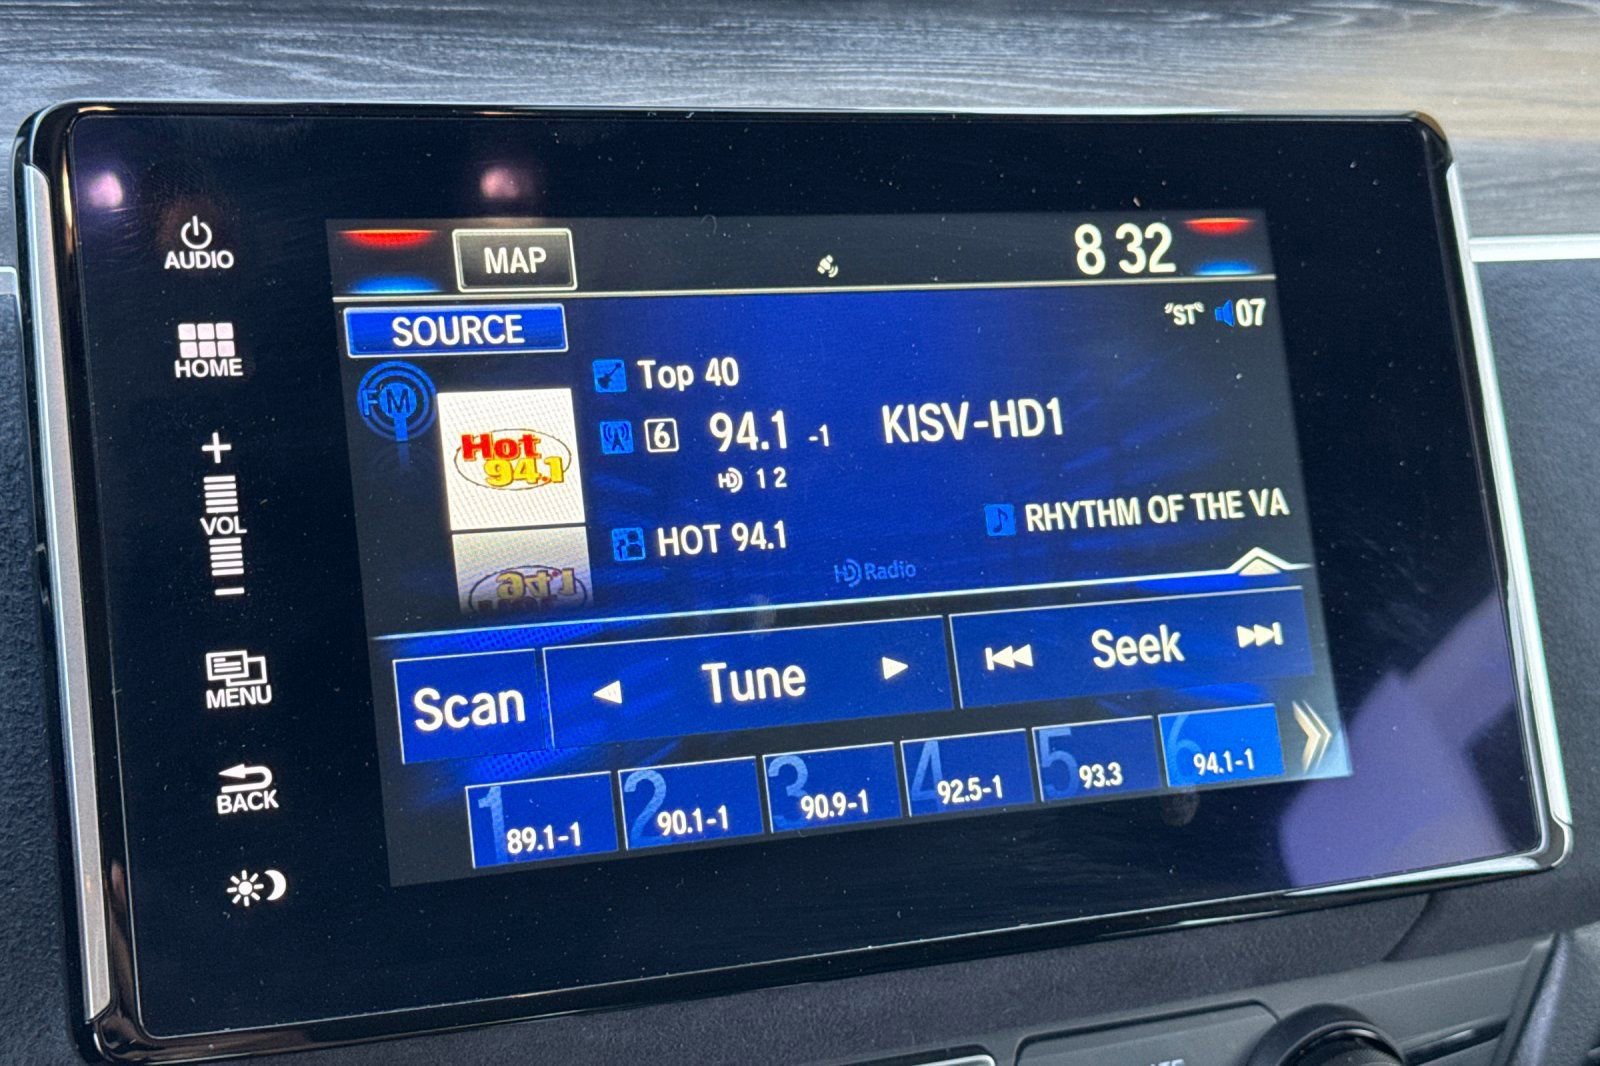 AUDIO
HOME
+
VOL
−
MENU
BACK
MAP
8 32
SOURCE
"ST" 07
FM
Hot
94.1
Top 40
6 94.1 -1 KISV-HD1
HD 1 2
HOT 94.1
RHYTHM OF THE VA
HD Radio
Scan
Tune
Seek
1 89.1-1
2 90.1-1
3 90.9-1
4 92.5-1
5 93.3
6 94.1-1